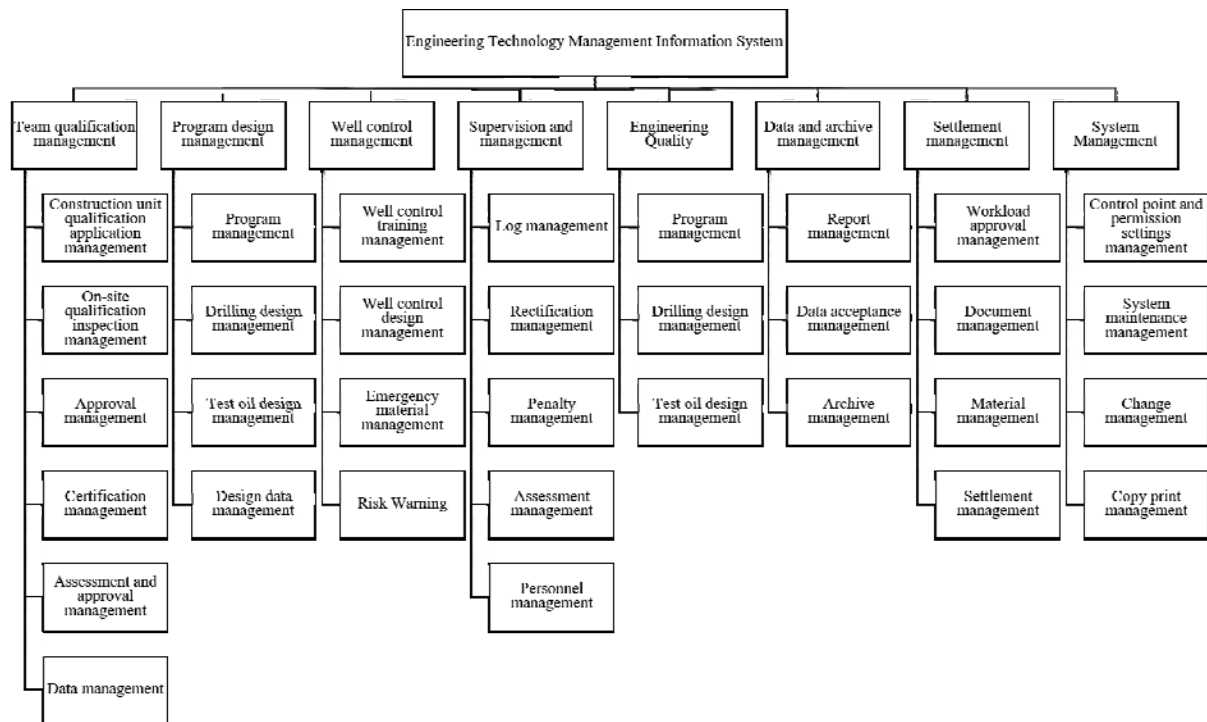 Engineering Technology Management Information System
Team qualification
management
Program design
management
Well control
management
Supervision and
management
Engineering
Quality
Data and archive
management
Settlement
management
System
Management
Construction unit
qualification
application
management
Program
management
Well control
training
management
Log management
Program
management
Report
management
Workload
approval
management
Control point and
permission
settings
management
On-site
qualification
inspection
management
Drilling design
management
Well control
design
management
Rectification
management
Drilling design
management
Data acceptance
management
Document
management
System
maintenance
management
Approval
management
Test oil design
management
Emergency
material
management
Penalty
management
Test oil design
management
Archive
management
Material
management
Change
management
Certification
management
Design data
management
Risk Warning
Assessment
management
Settlement
management
Copy print
management
Assessment and
approval
management
Personnel
management
Data management